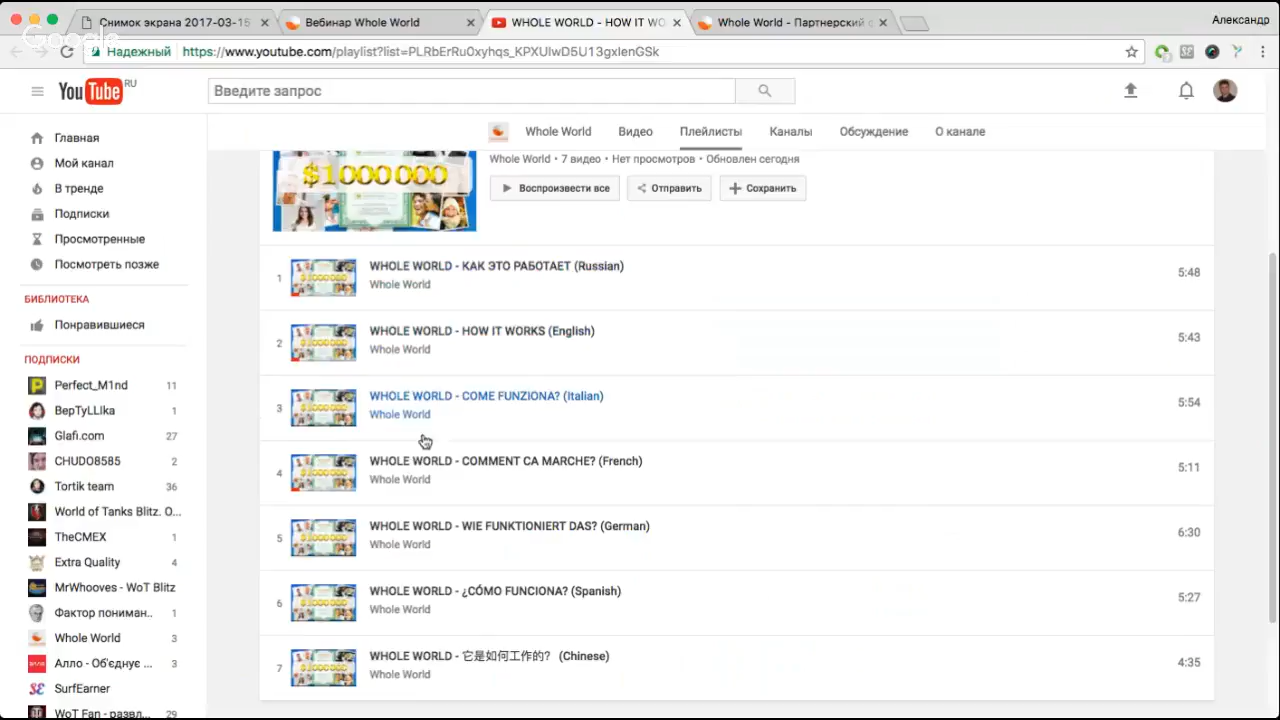 Снимок экрана 2017-03-15
Вебинар Whole World
WHOLE WORLD - HOW IT WO
Whole World - Партнерский с
Александр
Google
Надежный
https://www.youtube.com/playlist?list=PLRbErRu0xyhqs_KPXUIwD5U13gxIenGSk
YouTube RU
Введите запрос
Whole World Видео Плейлисты Каналы Обсуждение О канале
Главная
Мой канал
В тренде
Подписки
Просмотренные
Посмотреть позже
БИБЛИОТЕКА
Понравившиеся
ПОДПИСКИ
Perfect_M1nd 11
ВерТуLLIка 1
Glafi.com 27
CHUDO8585 2
Tortik team 36
World of Tanks Blitz. O...
TheCMEX 1
Extra Quality 4
MrWhooves - WoT Blitz
Фактор пониман.. 1
Whole World 3
Алло - Об'єднує ... 3
SurfEarner
WoT Fan - развл... 29
$1000000
Whole World • 7 видео • Нет просмотров • Обновлен сегодня
Воспроизвести все Отправить Сохранить
1 WHOLE WORLD - КАК ЭТО РАБОТАЕТ (Russian) 5:48
Whole World
2 WHOLE WORLD - HOW IT WORKS (English) 5:43
Whole World
3 WHOLE WORLD - COME FUNZIONA? (Italian) 5:54
Whole World
4 WHOLE WORLD - COMMENT CA MARCHE? (French) 5:11
Whole World
5 WHOLE WORLD - WIE FUNKTIONIERT DAS? (German) 6:30
Whole World
6 WHOLE WORLD - ¿CÓMO FUNCIONA? (Spanish) 5:27
Whole World
7 WHOLE WORLD - 它是如何工作的? (Chinese) 4:35
Whole World